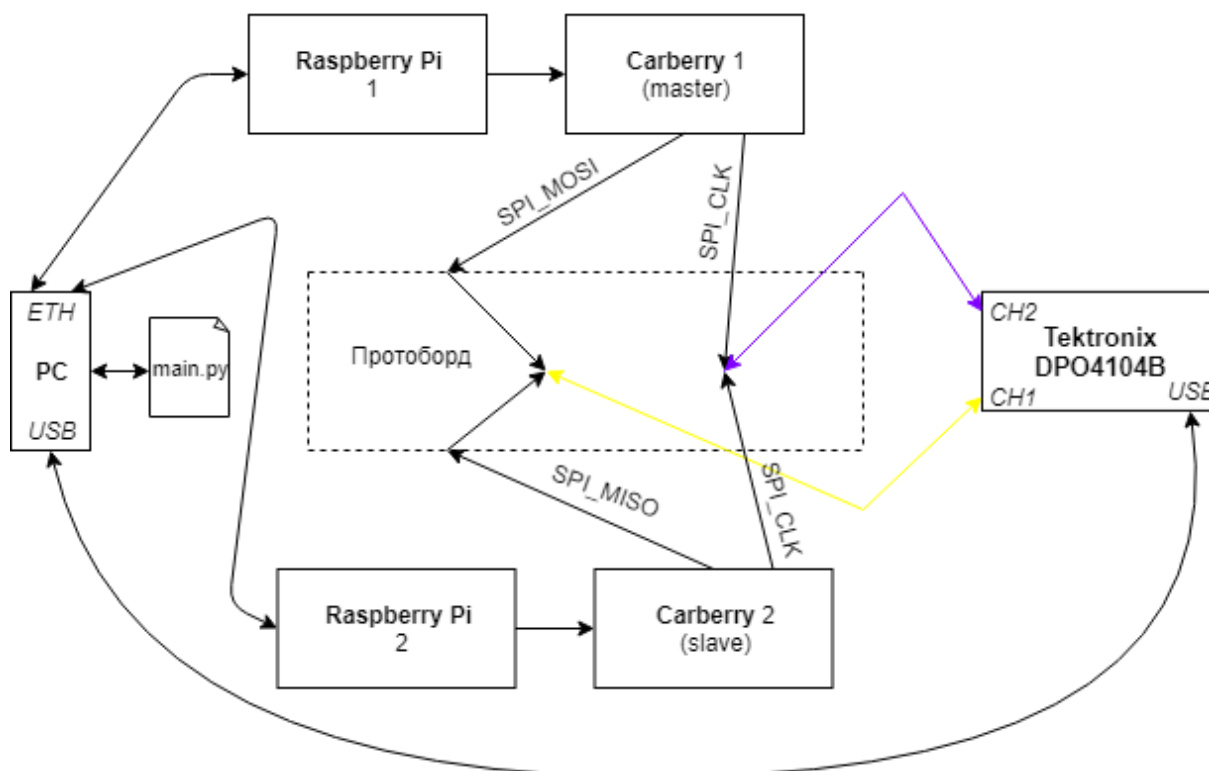 Raspberry Pi
1
Carberry 1
(master)
SPI_MOSI
SPI_CLK
ETH
PC
USB
main.py
Протоборд
CH2
Tektronix
DPO4104B
CH1
USB
SPI_MISO
SPI_CLK
Raspberry Pi
2
Carberry 2
(slave)